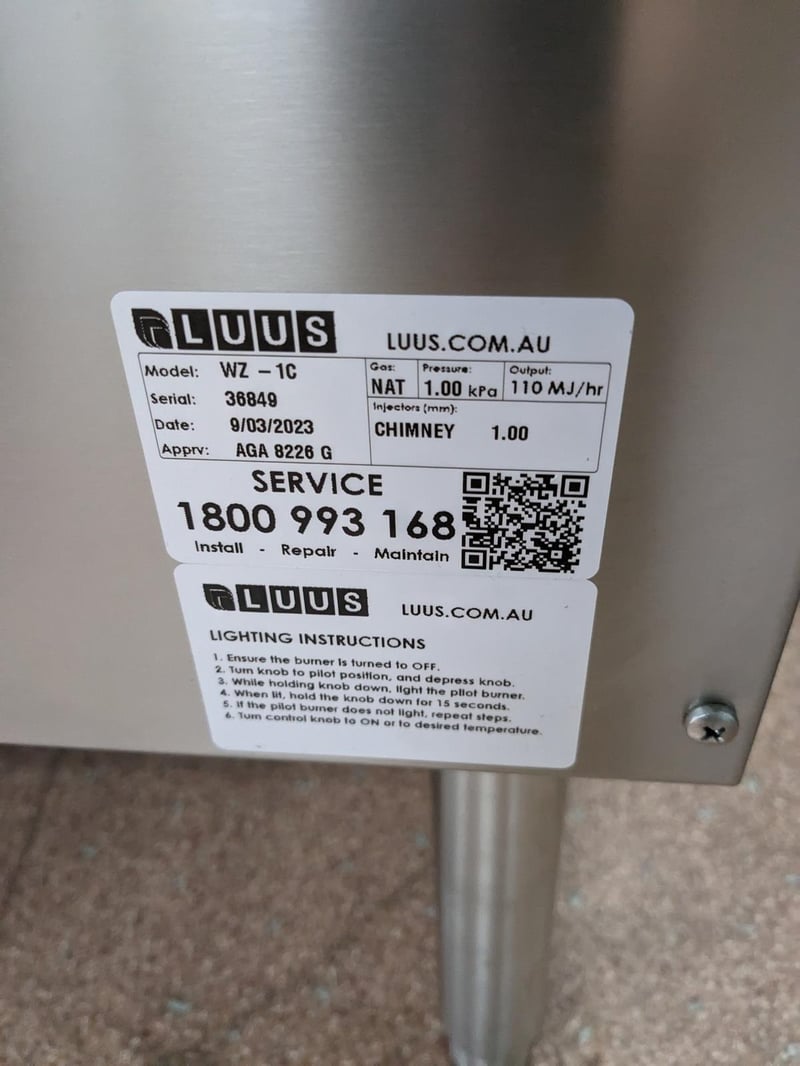 LUUS LUUS.COM.AU
Model: WZ – 1C
Serial: 36849
Date: 9/03/2023
Apprv: AGA 8226 G
Gas: NAT
Pressure: 1.00 kPa
Output: 110 MJ/hr
Injectors (mm):
CHIMNEY 1.00
SERVICE
1800 993 168
Install - Repair - Maintain
LUUS LUUS.COM.AU
LIGHTING INSTRUCTIONS
1. Ensure the burner is turned to OFF.
2. Turn knob to pilot position, and depress knob.
3. While holding knob down, light the pilot burner.
4. When lit, hold the knob down for 15 seconds.
5. If the pilot burner does not light, repeat steps.
6. Turn control knob to ON or to desired temperature.